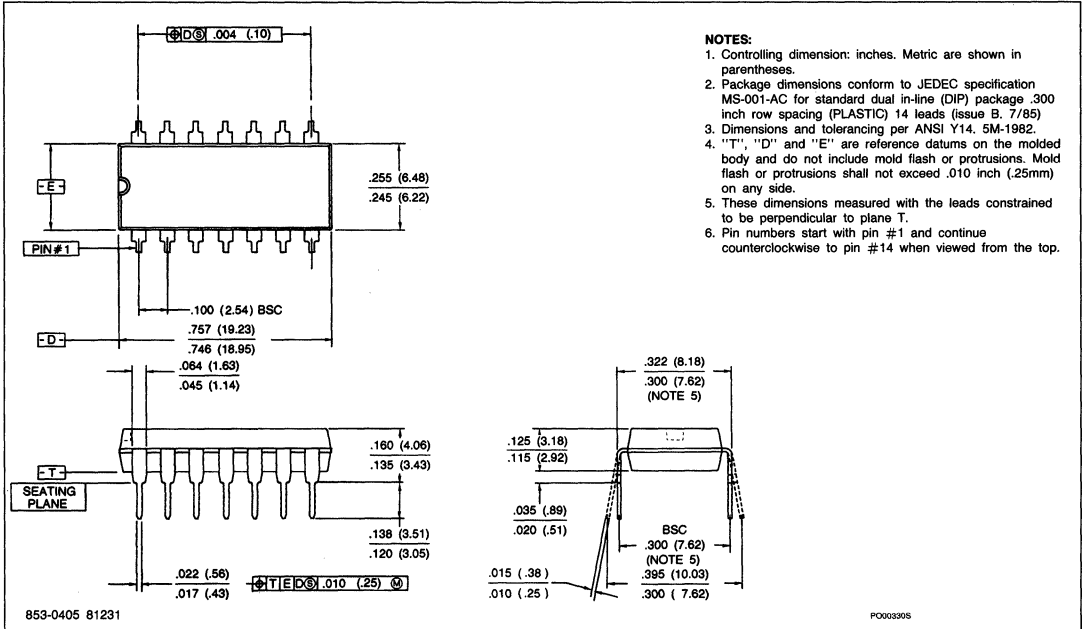 ⌖ D Ⓢ .004 (.10)
NOTES:
1. Controlling dimension: inches. Metric are shown in
parentheses.
2. Package dimensions conform to JEDEC specification
MS-001-AC for standard dual in-line (DIP) package .300
inch row spacing (PLASTIC) 14 leads (issue B. 7/85)
3. Dimensions and tolerancing per ANSI Y14. 5M-1982.
4. "T", "D" and "E" are reference datums on the molded
body and do not include mold flash or protrusions. Mold
flash or protrusions shall not exceed .010 inch (.25mm)
on any side.
5. These dimensions measured with the leads constrained
to be perpendicular to plane T.
6. Pin numbers start with pin #1 and continue
counterclockwise to pin #14 when viewed from the top.
.255 (6.48)
.245 (6.22)
-E-
PIN #1
.100 (2.54) BSC
-D-
.757 (19.23)
.746 (18.95)
.064 (1.63)
.045 (1.14)
.160 (4.06)
.135 (3.43)
-T-
SEATING
PLANE
.138 (3.51)
.120 (3.05)
.022 (.56)
.017 (.43)
⌖ T E D Ⓢ .010 (.25) Ⓜ
.322 (8.18)
.300 (7.62)
(NOTE 5)
.125 (3.18)
.115 (2.92)
.035 (.89)
.020 (.51)
BSC
.300 (7.62)
(NOTE 5)
.015 ( .38 )
.010 ( .25 )
.395 (10.03)
.300 ( 7.62)
853-0405 81231
PO00330S